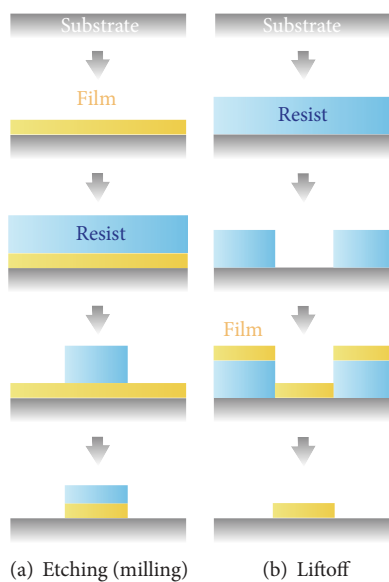 Substrate
Film
Resist
(a) Etching (milling)
Substrate
Resist
Film
(b) Liftoff